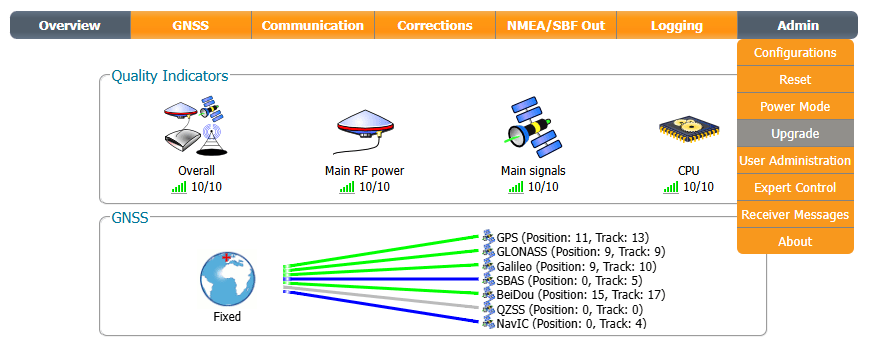 Overview GNSS Communication Corrections NMEA/SBF Out Logging Admin
Configurations
Reset
Power Mode
Upgrade
User Administration
Expert Control
Receiver Messages
About
Quality Indicators
Overall Main RF power Main signals CPU
10/10 10/10 10/10 10/10
GNSS
GPS (Position: 11, Track: 13)
GLONASS (Position: 9, Track: 9)
Galileo (Position: 9, Track: 10)
SBAS (Position: 0, Track: 5)
BeiDou (Position: 15, Track: 17)
QZSS (Position: 0, Track: 0)
NavIC (Position: 0, Track: 4)
Fixed